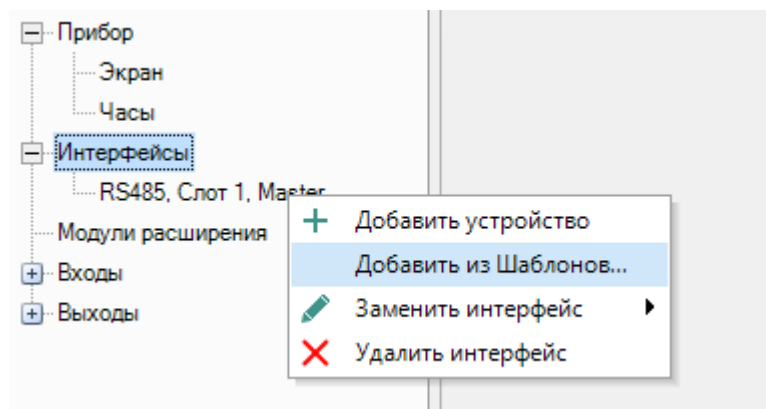 Прибор
Экран
Часы
Интерфейсы
RS485, Слот 1, Master
Модули расширения
Входы
Выходы
Добавить устройство
Добавить из Шаблонов...
Заменить интерфейс
Удалить интерфейс